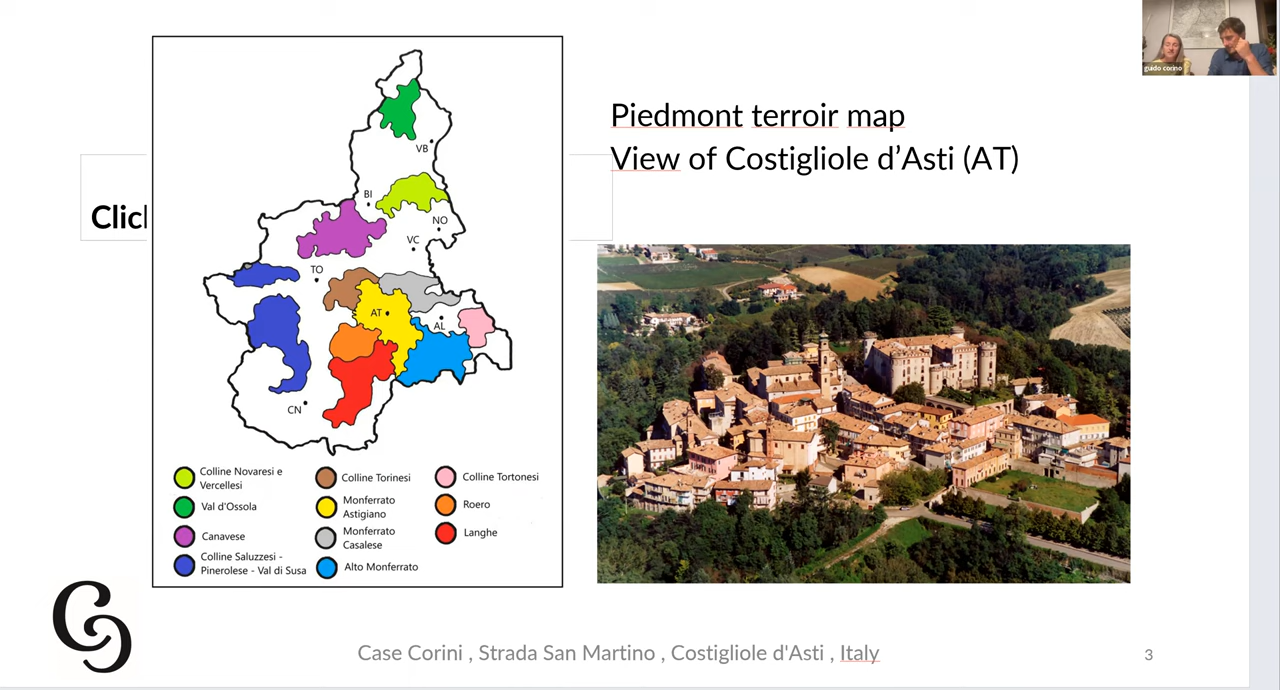 guido corino
Piedmont terroir map
View of Costigliole d’Asti (AT)
Clic
VB
BI
NO
VC
TO
AT
AL
CN
Colline Novaresi e
Vercellesi
Val d'Ossola
Canavese
Colline Saluzzesi -
Pinerolese - Val di Susa
Colline Torinesi
Monferrato
Astigiano
Monferrato
Casalese
Alto Monferrato
Colline Tortonesi
Roero
Langhe
Case Corini , Strada San Martino , Costigliole d'Asti , Italy
3